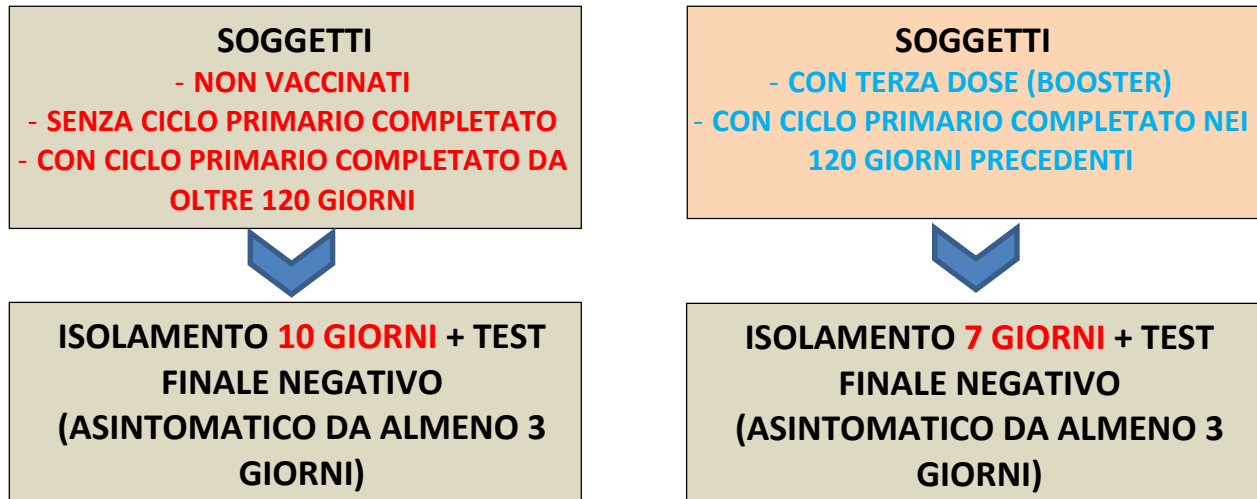 SOGGETTI
- NON VACCINATI
- SENZA CICLO PRIMARIO COMPLETATO
- CON CICLO PRIMARIO COMPLETATO DA
OLTRE 120 GIORNI
ISOLAMENTO 10 GIORNI + TEST
FINALE NEGATIVO
(ASINTOMATICO DA ALMENO 3
GIORNI)
SOGGETTI
- CON TERZA DOSE (BOOSTER)
- CON CICLO PRIMARIO COMPLETATO NEI
120 GIORNI PRECEDENTI
ISOLAMENTO 7 GIORNI + TEST
FINALE NEGATIVO
(ASINTOMATICO DA ALMENO 3
GIORNI)